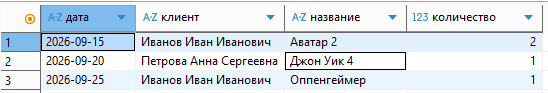 A-Z дата A-Z клиент A-Z название 123 количество
1 2026-09-15 Иванов Иван Иванович Аватар 2 2
2 2026-09-20 Петрова Анна Сергеевна Джон Уик 4 1
3 2026-09-25 Иванов Иван Иванович Оппенгеймер 1